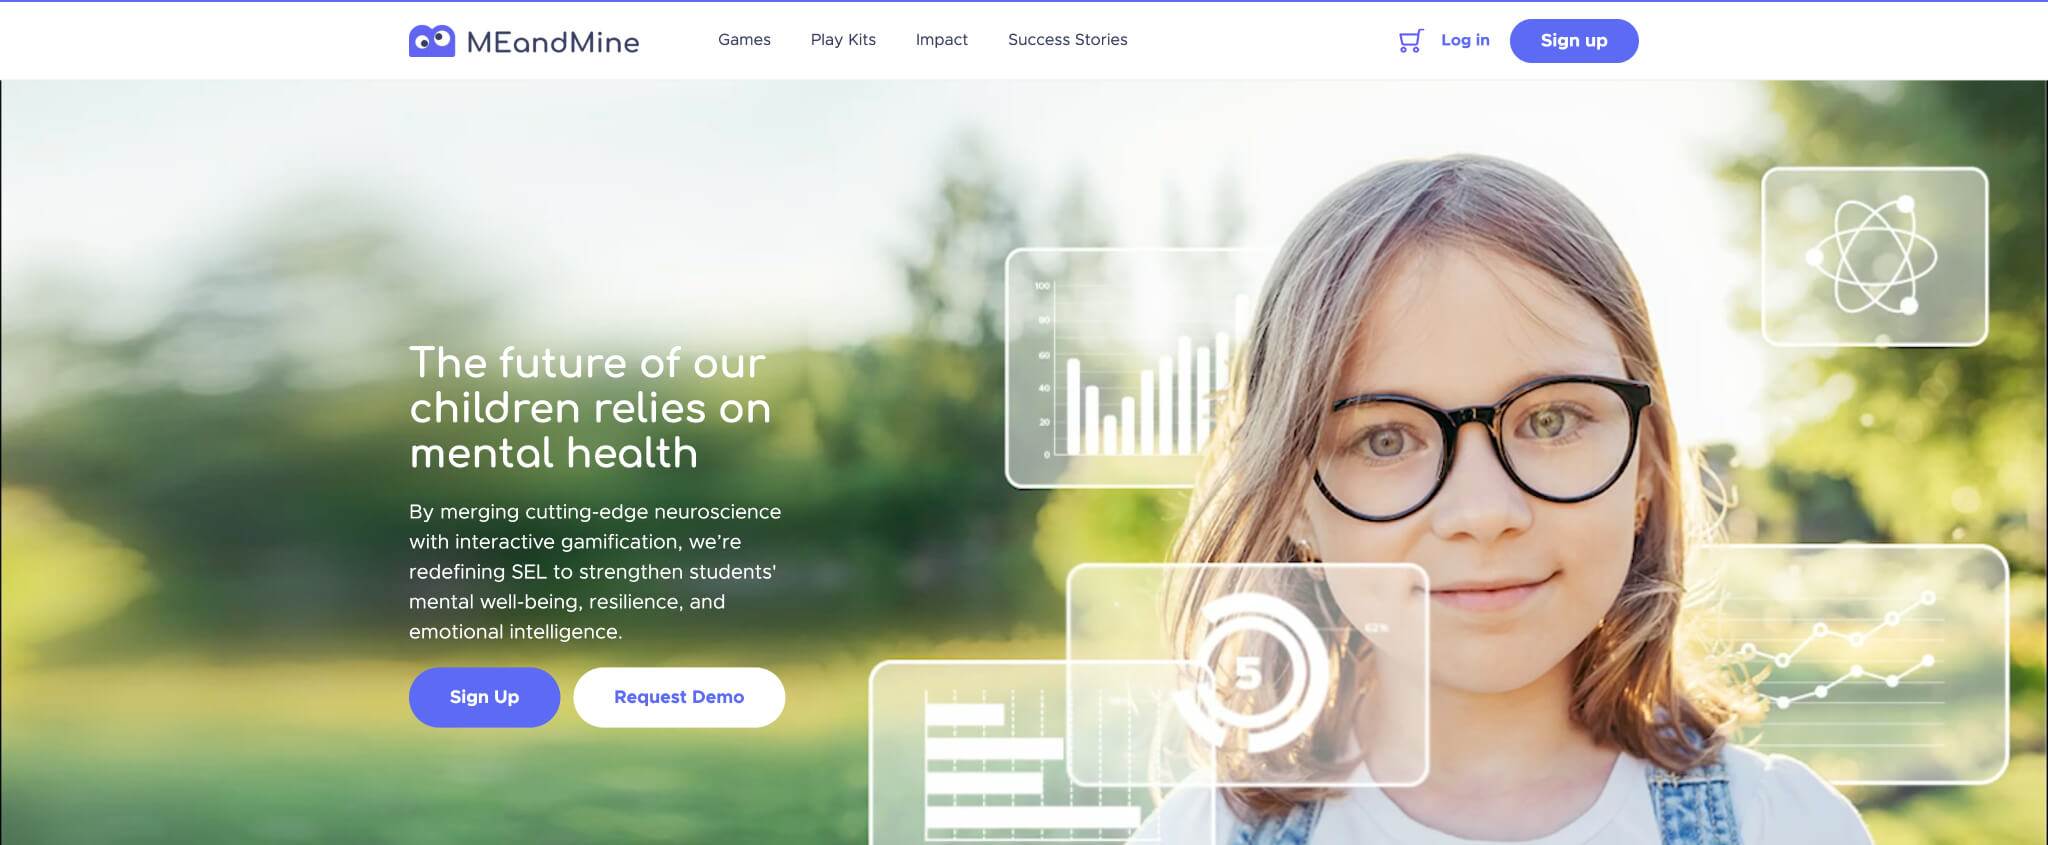 MEandMine
Games
Play Kits
Impact
Success Stories
Log in
Sign up
The future of our
children relies on
mental health
By merging cutting-edge neuroscience
with interactive gamification, we're
redefining SEL to strengthen students'
mental well-being, resilience, and
emotional intelligence.
Sign Up
Request Demo
100
80
60
40
20
0
62%
5